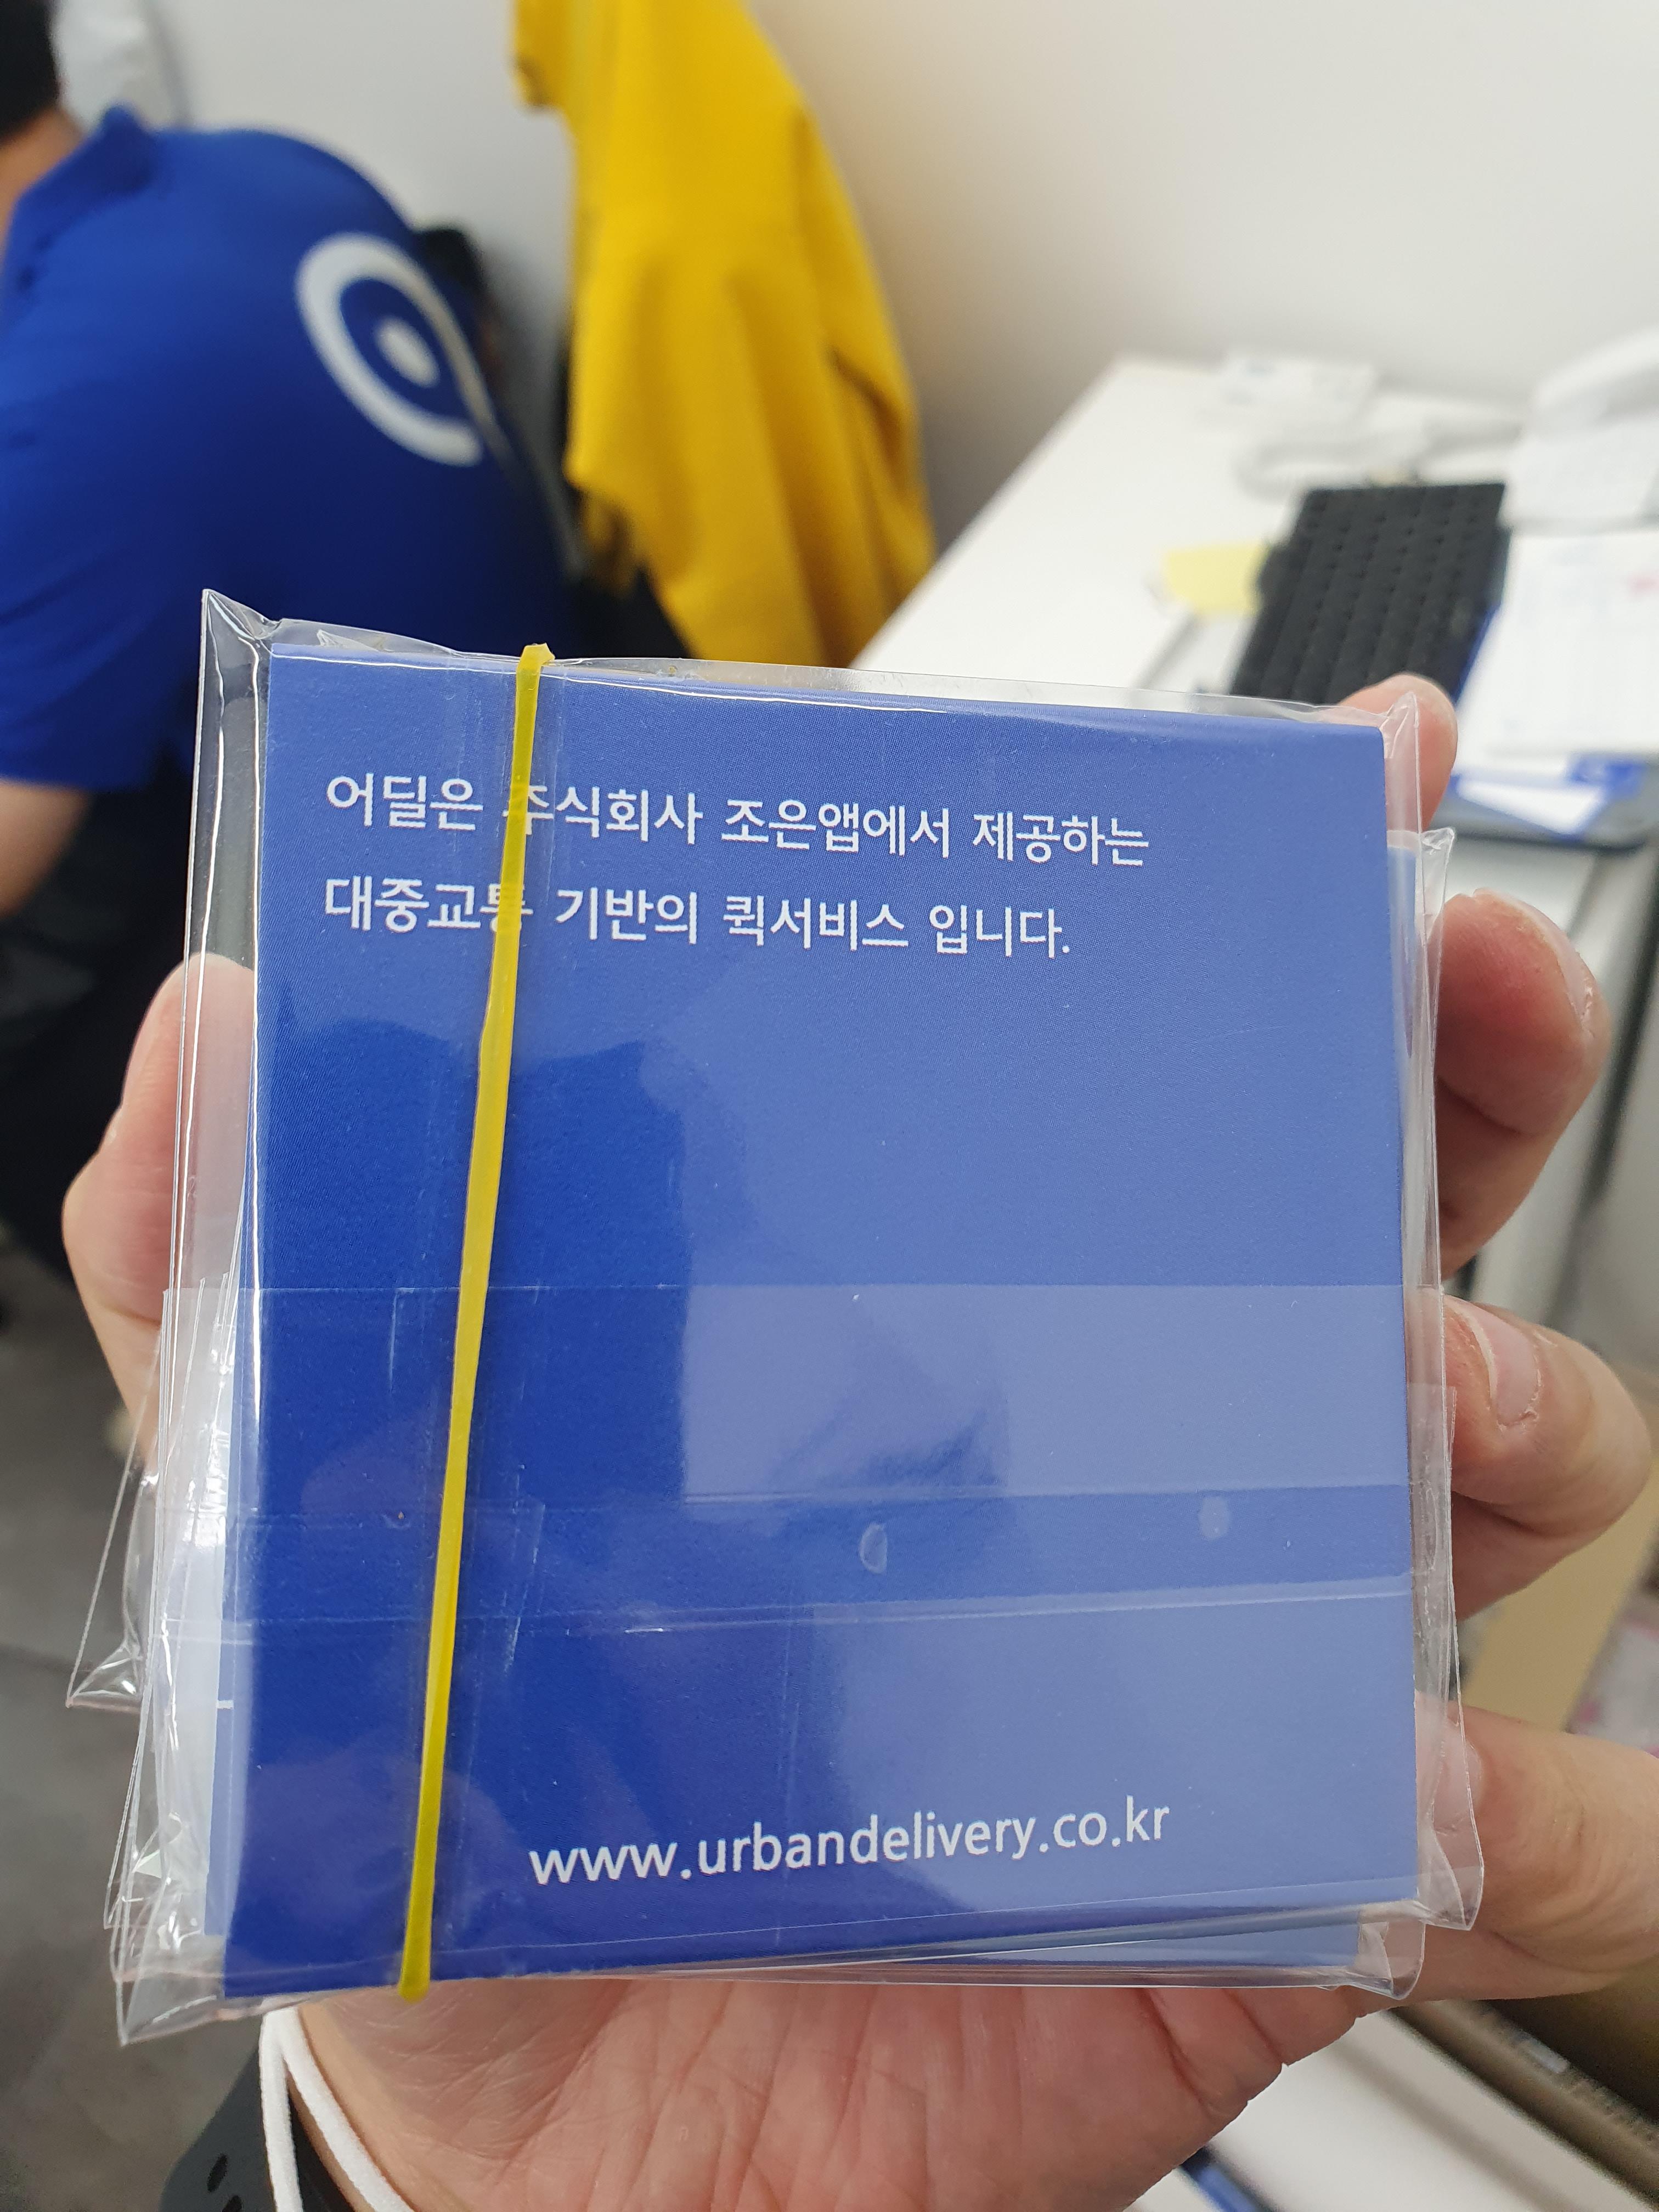 어딜은 주식회사 조은앱에서 제공하는
대중교통 기반의 퀵서비스 입니다.
www.urbandelivery.co.kr